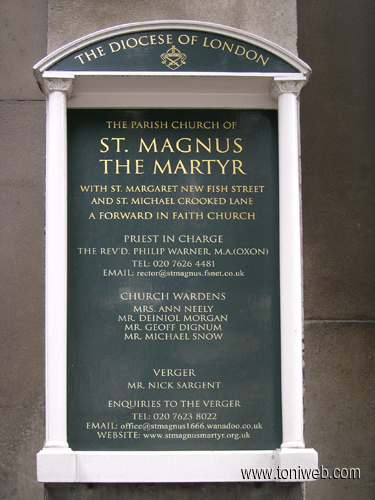 THE DIOCESE OF LONDON
THE PARISH CHURCH OF
ST. MAGNUS
THE MARTYR
WITH ST. MARGARET NEW FISH STREET
AND ST. MICHAEL CROOKED LANE
A FORWARD IN FAITH CHURCH
PRIEST IN CHARGE
THE REV'D. PHILIP WARNER, M.A.(OXON)
TEL: 020 7626 4481
EMAIL: rector@stmagnus.fsnet.co.uk
CHURCH WARDENS
MRS. ANN NEELY
MR. DEINIOL MORGAN
MR. GEOFF DIGNUM
MR. MICHAEL SNOW
VERGER
MR. NICK SARGENT
ENQUIRIES TO THE VERGER
TEL: 020 7623 8022
EMAIL: office@stmagnus1666.wanadoo.co.uk
WEBSITE: www.stmagnusmartyr.org.uk
www.toniweb.com